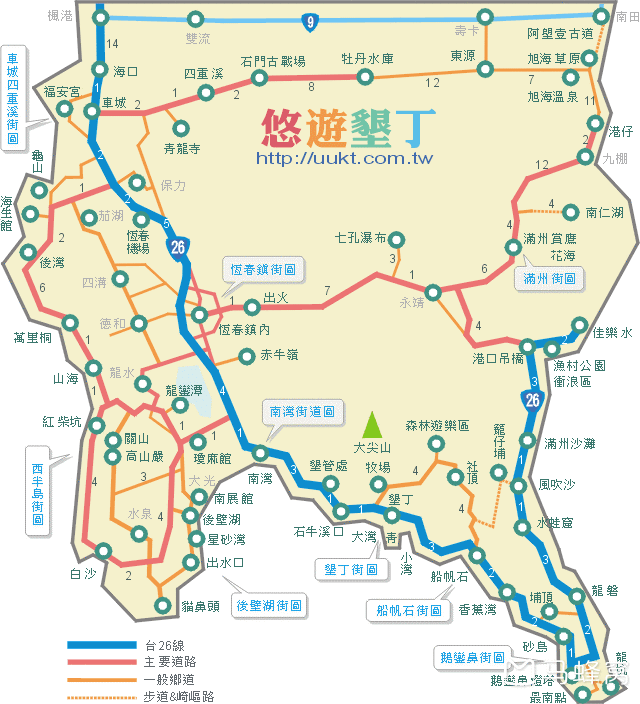 楓港
雙流
9
壽卡
南田
阿塱壹古道
14
海口
四重溪
石門古戰場
牡丹水庫
東源
旭海草原
7
旭海溫泉
車城四重溪街圖
福安宮
車城
1
2
2
8
2
11
港仔
悠遊墾丁
http://uukt.com.tw
青龍寺
九棚
12
龜山
2
1
保力
2
海生館
茄湖
恆春機場
5
26
4
南仁湖
七孔瀑布
滿州賞鷹花海
後灣
2
恆春鎮街圖
3
6
滿州街圖
四溝
6
1
出火
7
1
永靖
萬里桐
德和
恆春鎮內
4
佳樂水
2
港口吊橋
1
赤牛嶺
漁村公園衝浪區
山海
龍水
4
3
26
龍鑾潭
南灣街道圖
紅柴坑
1
1
大尖山
森林遊樂區
籠仔埔
滿州沙灘
關山
高山巖
瓊麻館
南灣
西半島街圖
3
墾管處
牧場
4
社頂
1
風吹沙
大光
南展館
3
4
4
水泉
後壁湖
星砂灣
石牛溪口
1
1
墾丁
4
水蛙窟
大灣
青
小灣
3
3
白沙
2
出水口
墾丁街圖
船帆石
貓鼻頭
後壁湖街圖
船帆石街圖
香蕉灣
埔頂
龍磐
2
2
砂島
鵝鑾鼻街圖
1
鵝鑾鼻燈塔
最南點
台26線
主要道路
一般鄉道
步道&崎嶇路